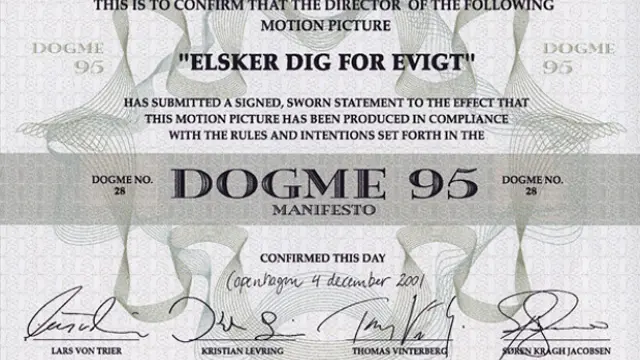 THIS IS TO CONFIRM THAT THE DIRECTOR OF THE FOLLOWING
MOTION PICTURE
DOGME
95
"ELSKER DIG FOR EVIGT"
DOGME
95
HAS SUBMITTED A SIGNED, SWORN STATEMENT TO THE EFFECT THAT
THIS MOTION PICTURE HAS BEEN PRODUCED IN COMPLIANCE
WITH THE RULES AND INTENTIONS SET FORTH IN THE
DOGME NO.
28
DOGME 95
MANIFESTO
DOGME NO.
28
CONFIRMED THIS DAY
Copenhagen 4 december 2001
LARS VON TRIER
KRISTIAN LEVRING
THOMAS VINTERBERG
SØREN KRAGH JACOBSEN